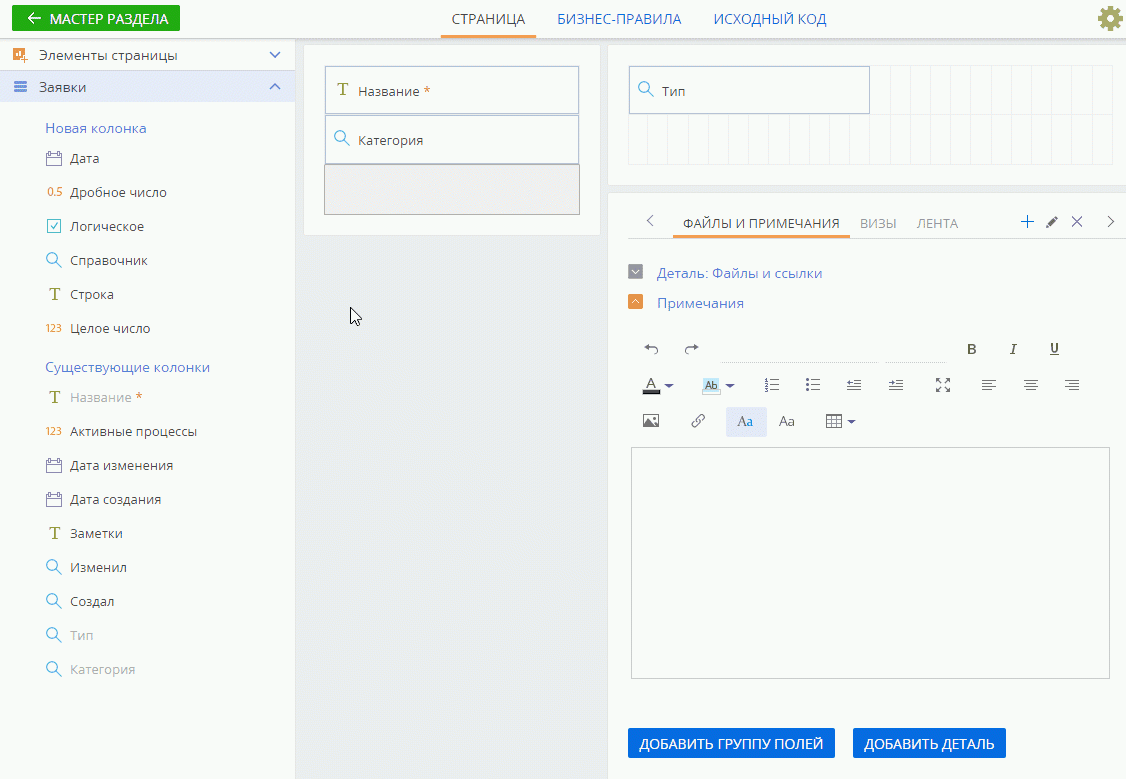 МАСТЕР РАЗДЕЛА
СТРАНИЦА БИЗНЕС-ПРАВИЛА ИСХОДНЫЙ КОД
Элементы страницы
Заявки
Новая колонка
Дата
0.5 Дробное число
Логическое
Справочник
T Строка
123 Целое число
Существующие колонки
T Название *
123 Активные процессы
Дата изменения
Дата создания
T Заметки
Изменил
Создал
Тип
Категория
T Название *
Категория
Тип
ФАЙЛЫ И ПРИМЕЧАНИЯ ВИЗЫ ЛЕНТА
Деталь: Файлы и ссылки
Примечания
B I U
A Ab
Aa Aa
ДОБАВИТЬ ГРУППУ ПОЛЕЙ ДОБАВИТЬ ДЕТАЛЬ